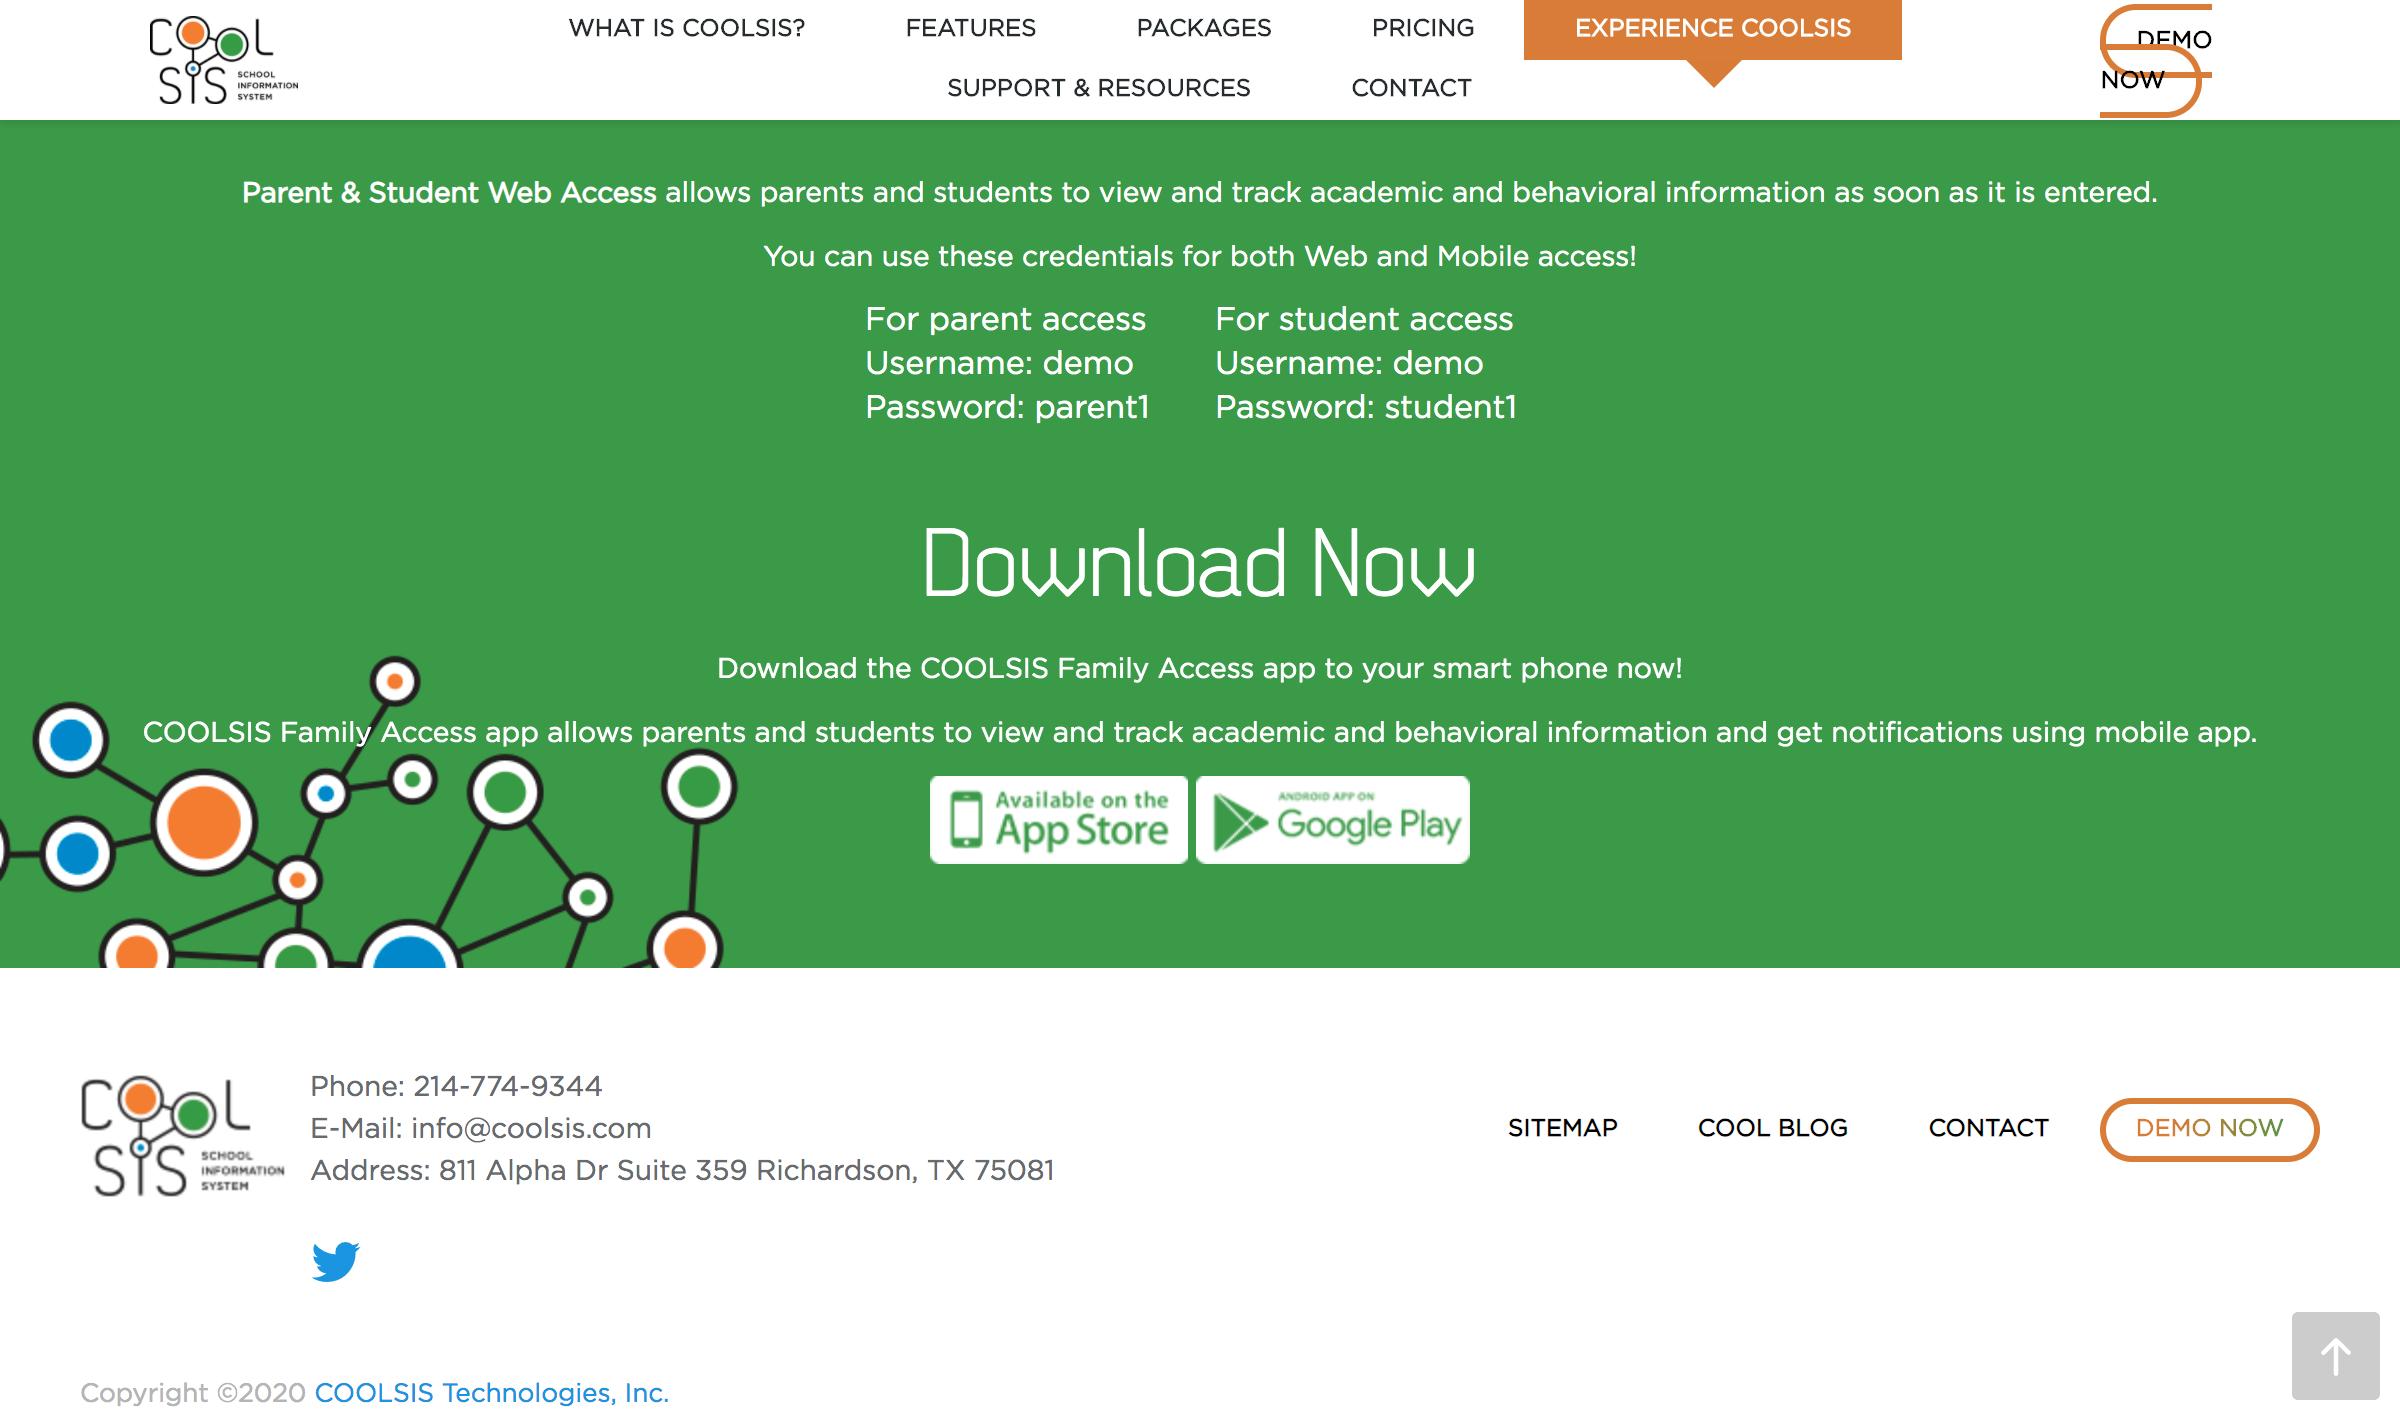 COOL
SIS SCHOOL
INFORMATION
SYSTEM
WHAT IS COOLSIS?
FEATURES
PACKAGES
PRICING
EXPERIENCE COOLSIS
SUPPORT & RESOURCES
CONTACT
DEMO
NOW
Parent & Student Web Access allows parents and students to view and track academic and behavioral information as soon as it is entered.
You can use these credentials for both Web and Mobile access!
For parent access
Username: demo
Password: parent1
For student access
Username: demo
Password: student1
Download Now
Download the COOLSIS Family Access app to your smart phone now!
COOLSIS Family Access app allows parents and students to view and track academic and behavioral information and get notifications using mobile app.
Available on the
App Store
ANDROID APP ON
Google Play
COOL
SIS SCHOOL
INFORMATION
SYSTEM
Phone: 214-774-9344
E-Mail: info@coolsis.com
Address: 811 Alpha Dr Suite 359 Richardson, TX 75081
SITEMAP
COOL BLOG
CONTACT
DEMO NOW
Copyright ©2020 COOLSIS Technologies, Inc.